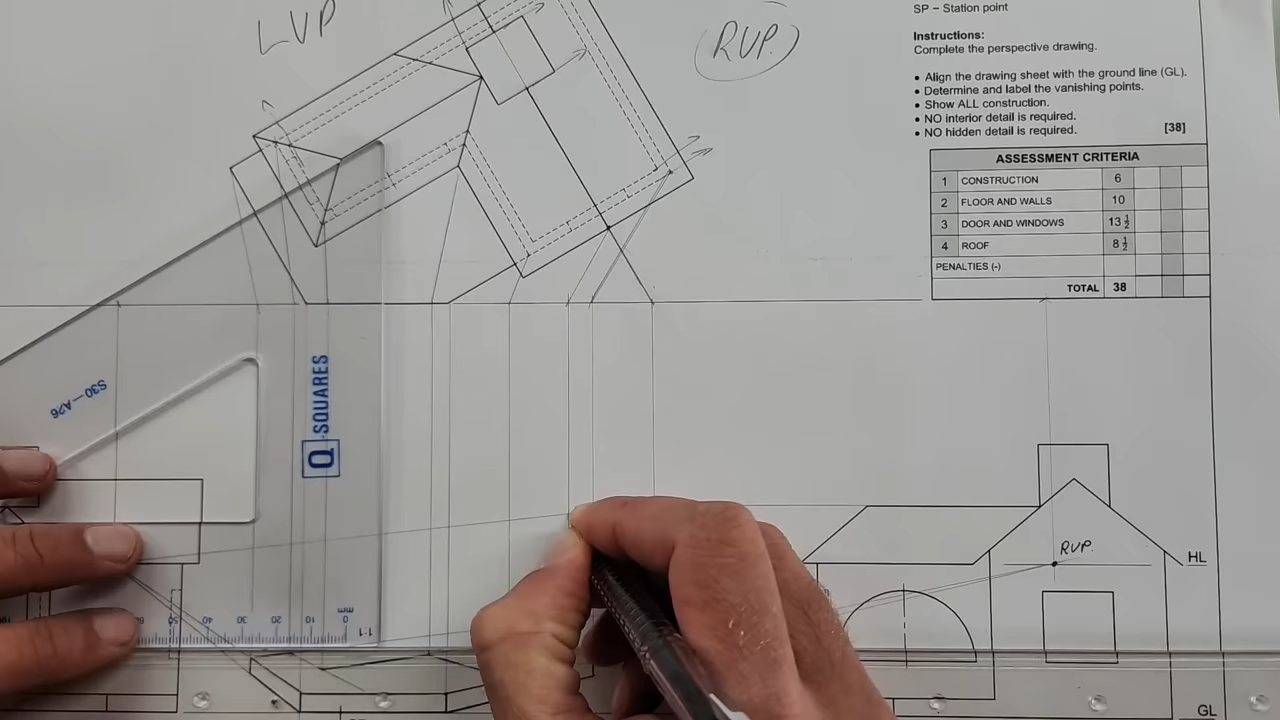 LVP
RVP.
SP – Station point
Instructions:
Complete the perspective drawing.
• Align the drawing sheet with the ground line (GL).
• Determine and label the vanishing points.
• Show ALL construction.
• NO interior detail is required.
• NO hidden detail is required.
[38]
ASSESSMENT CRITERIA
1 CONSTRUCTION 6
2 FLOOR AND WALLS 10
3 DOOR AND WINDOWS 13 ½
4 ROOF 8 ½
PENALTIES (-)
TOTAL 38
S30–A26
Q-SQUARES
RVP.
HL
50 40 30 20 10 0 mm
1:1
GL